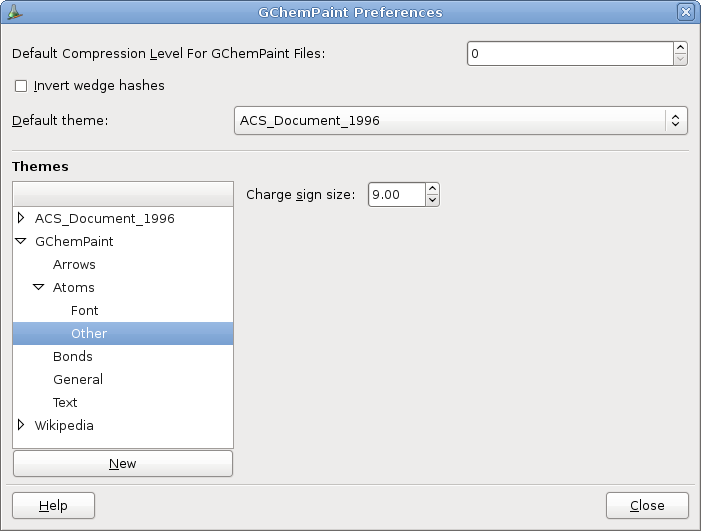 GChemPaint Preferences
Default Compression Level For GChemPaint Files: 0
Invert wedge hashes
Default theme: ACS_Document_1996
Themes
Charge sign size: 9.00
ACS_Document_1996
GChemPaint
Arrows
Atoms
Font
Other
Bonds
General
Text
Wikipedia
New
Help Close